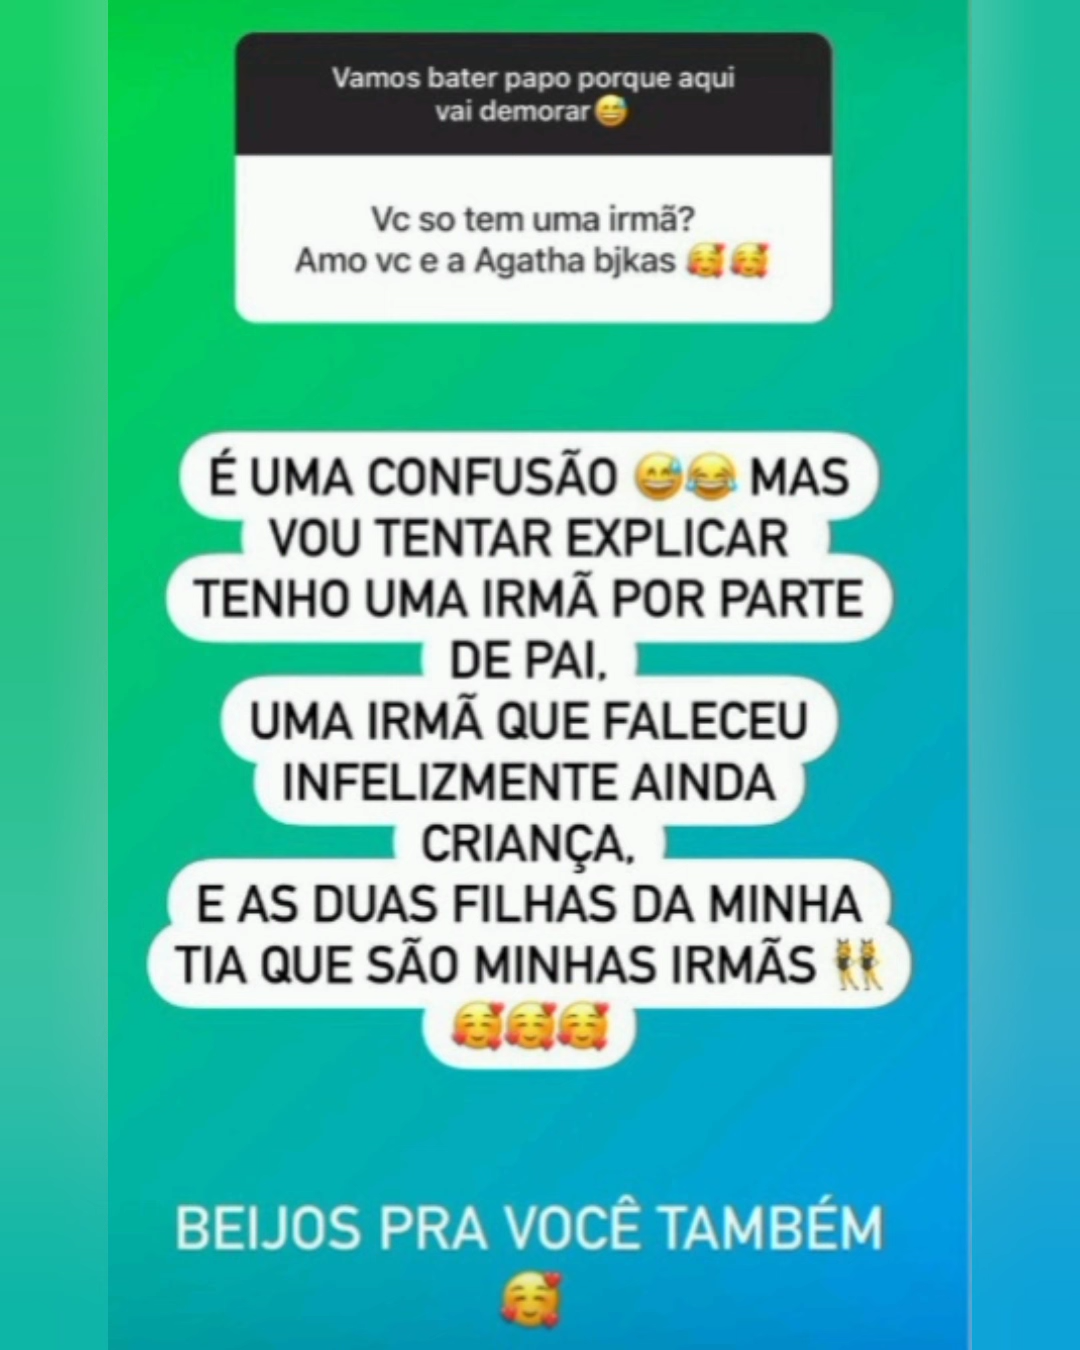 Vamos bater papo porque aqui
vai demorar😅
Vc so tem uma irmã?
Amo vc e a Agatha bjkas 🥰🥰
É UMA CONFUSÃO 😅😂 MAS
VOU TENTAR EXPLICAR
TENHO UMA IRMÃ POR PARTE
DE PAI,
UMA IRMÃ QUE FALECEU
INFELIZMENTE AINDA
CRIANÇA,
E AS DUAS FILHAS DA MINHA
TIA QUE SÃO MINHAS IRMÃS 👯
🥰🥰🥰
BEIJOS PRA VOCÊ TAMBÉM
🥰